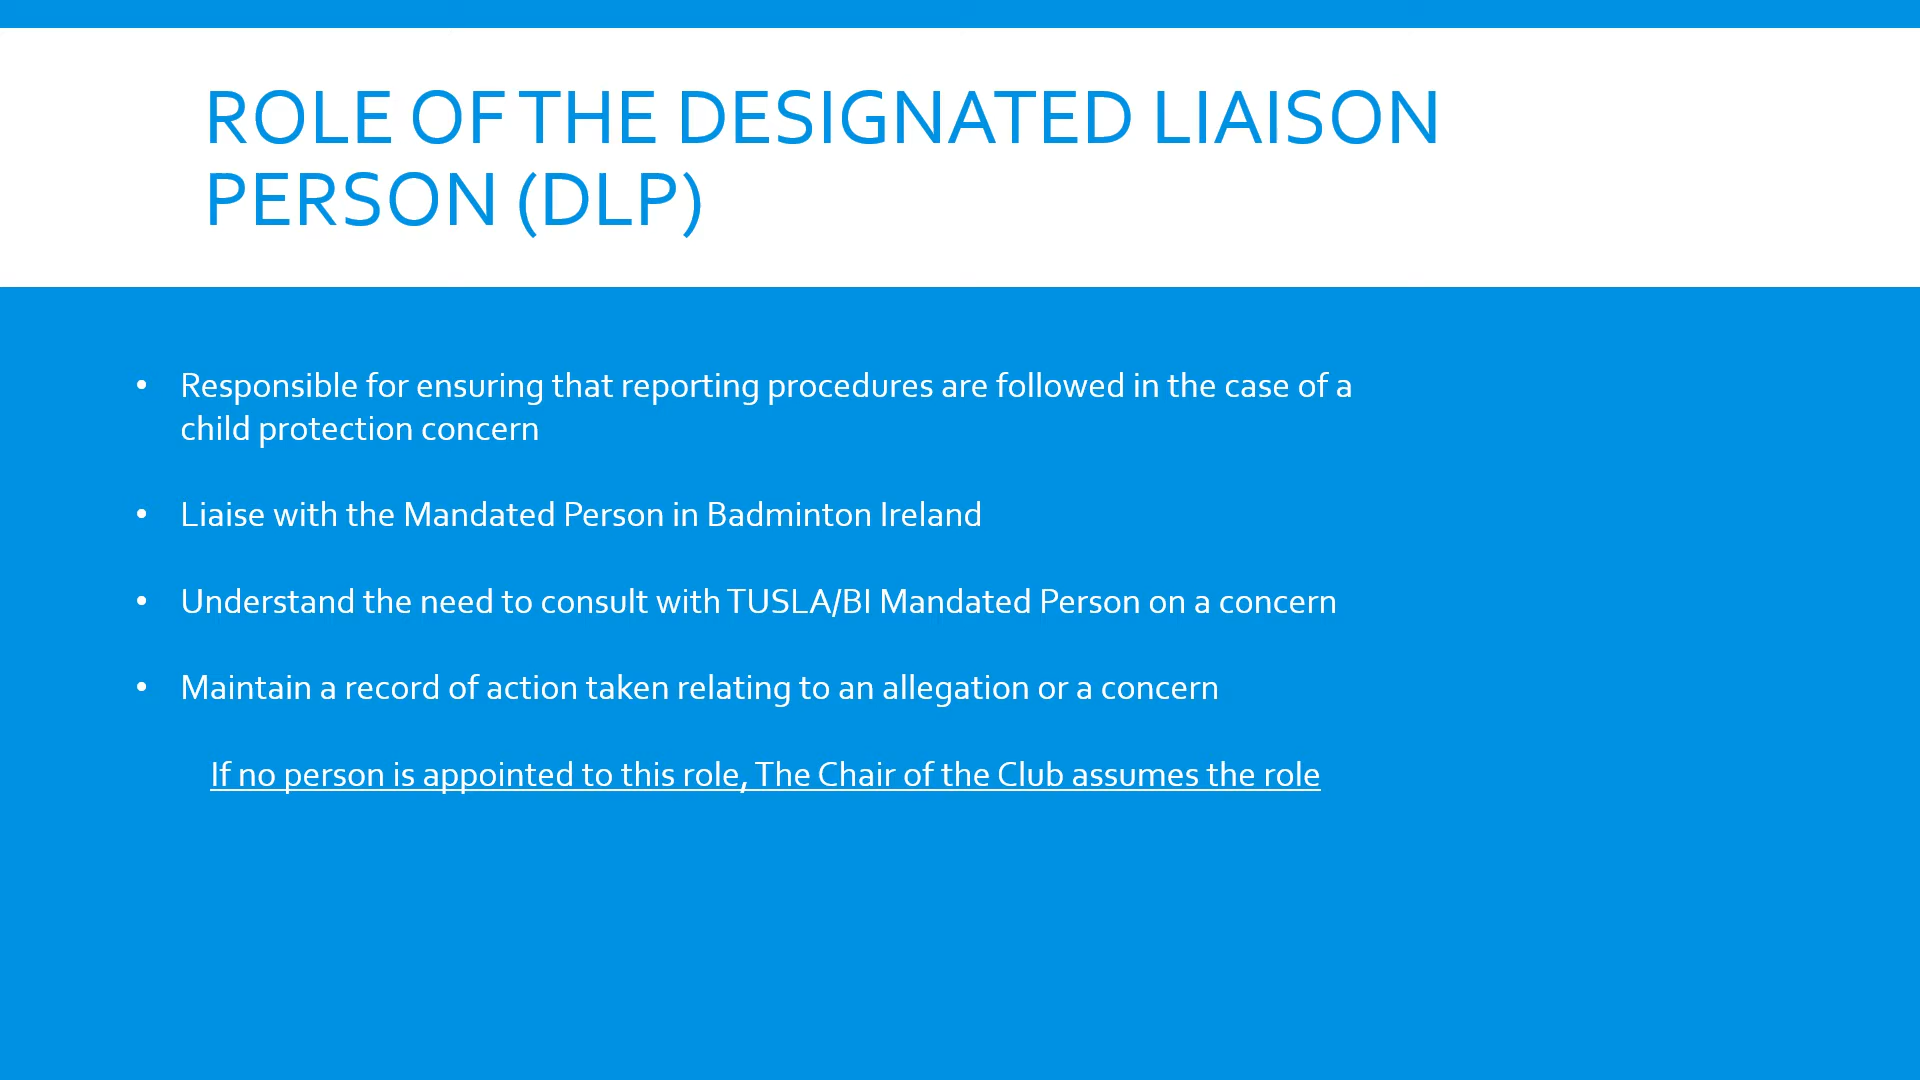 ROLE OF THE DESIGNATED LIAISON
PERSON (DLP)
• Responsible for ensuring that reporting procedures are followed in the case of a
child protection concern
• Liaise with the Mandated Person in Badminton Ireland
• Understand the need to consult with TUSLA/BI Mandated Person on a concern
• Maintain a record of action taken relating to an allegation or a concern
If no person is appointed to this role, The Chair of the Club assumes the role